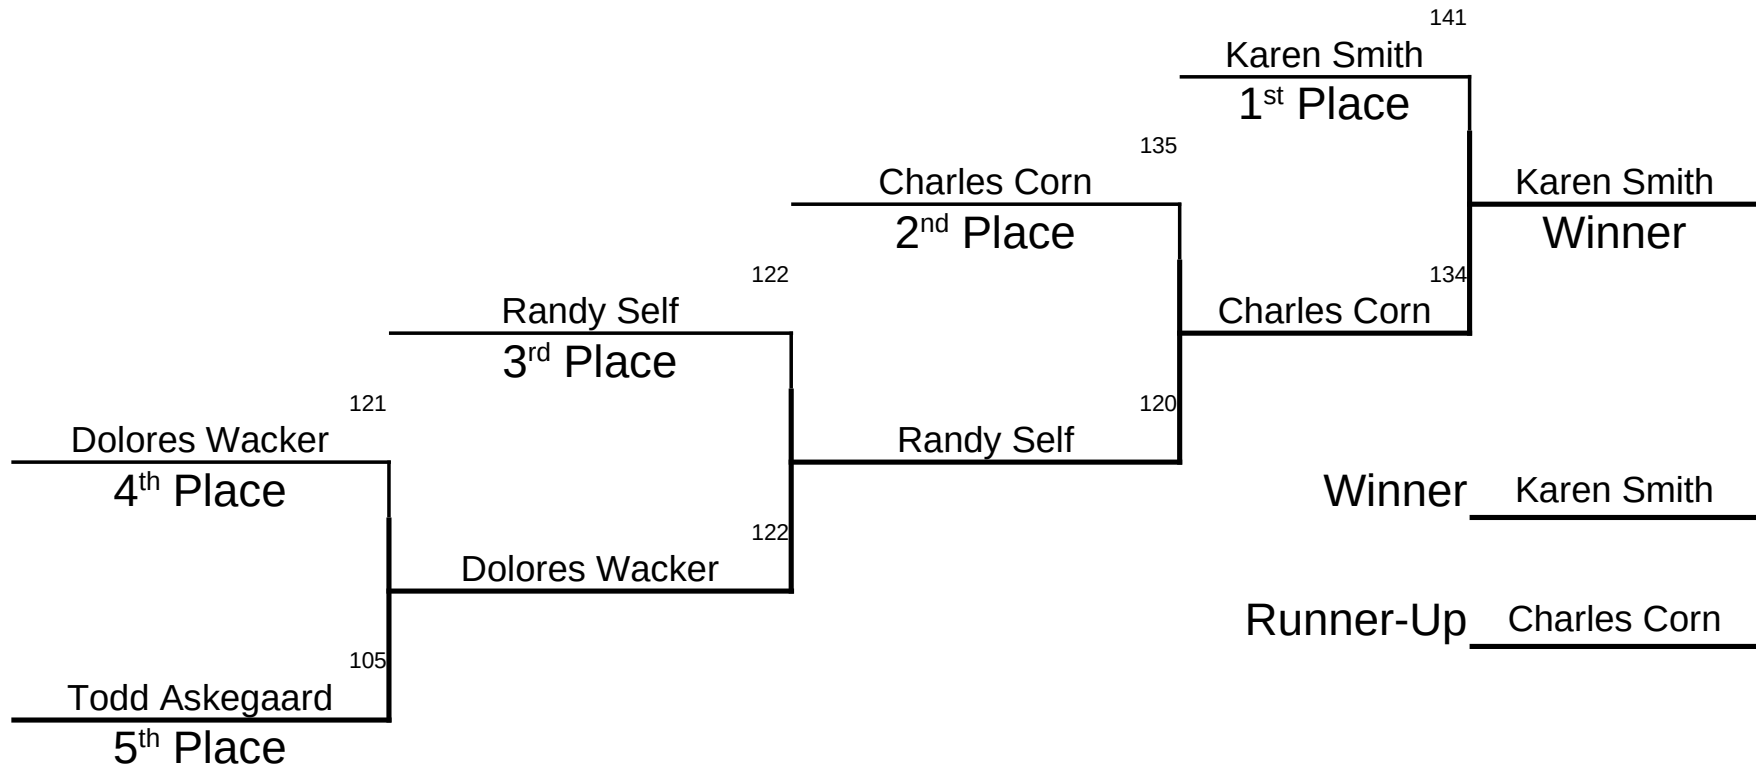 141
Karen Smith
1st Place
135
Charles Corn
Karen Smith
2nd Place
Winner
122
134
Randy Self
Charles Corn
3rd Place
121
120
Dolores Wacker
Randy Self
4th Place
Winner
Karen Smith
122
Dolores Wacker
Runner-Up
Charles Corn
105
Todd Askegaard
5th Place